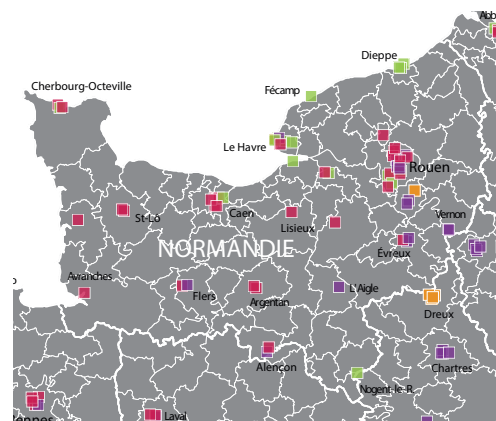 Dieppe
Cherbourg-Octeville
Fécamp
Le Havre
Rouen
St-Lô
Caen
Lisieux
Vernon
NORMANDIE
Évreux
Avranches
Flers
Argentan
L'Aigle
Dreux
Alençon
Chartres
Nogent-le-R
Laval